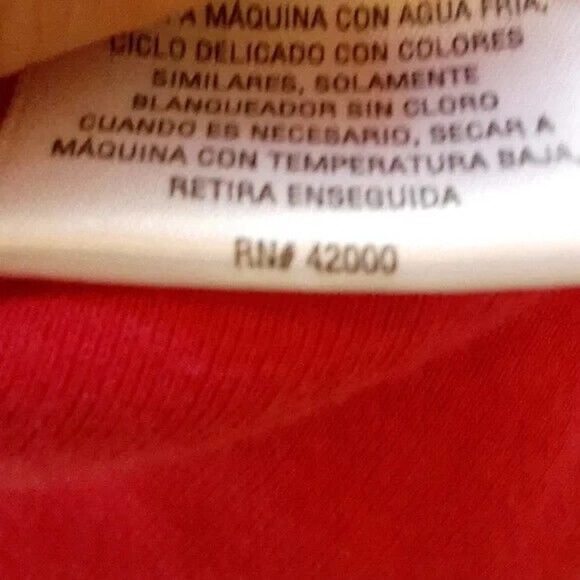 A MÁQUINA CON AGUA FRIA,
CICLO DELICADO CON COLORES
SIMILARES, SOLAMENTE
BLANQUEADOR SIN CLORO
CUANDO ES NECESARIO, SECAR A
MÁQUINA CON TEMPERATURA BAJA,
RETIRA ENSEGUIDA
RN# 42000